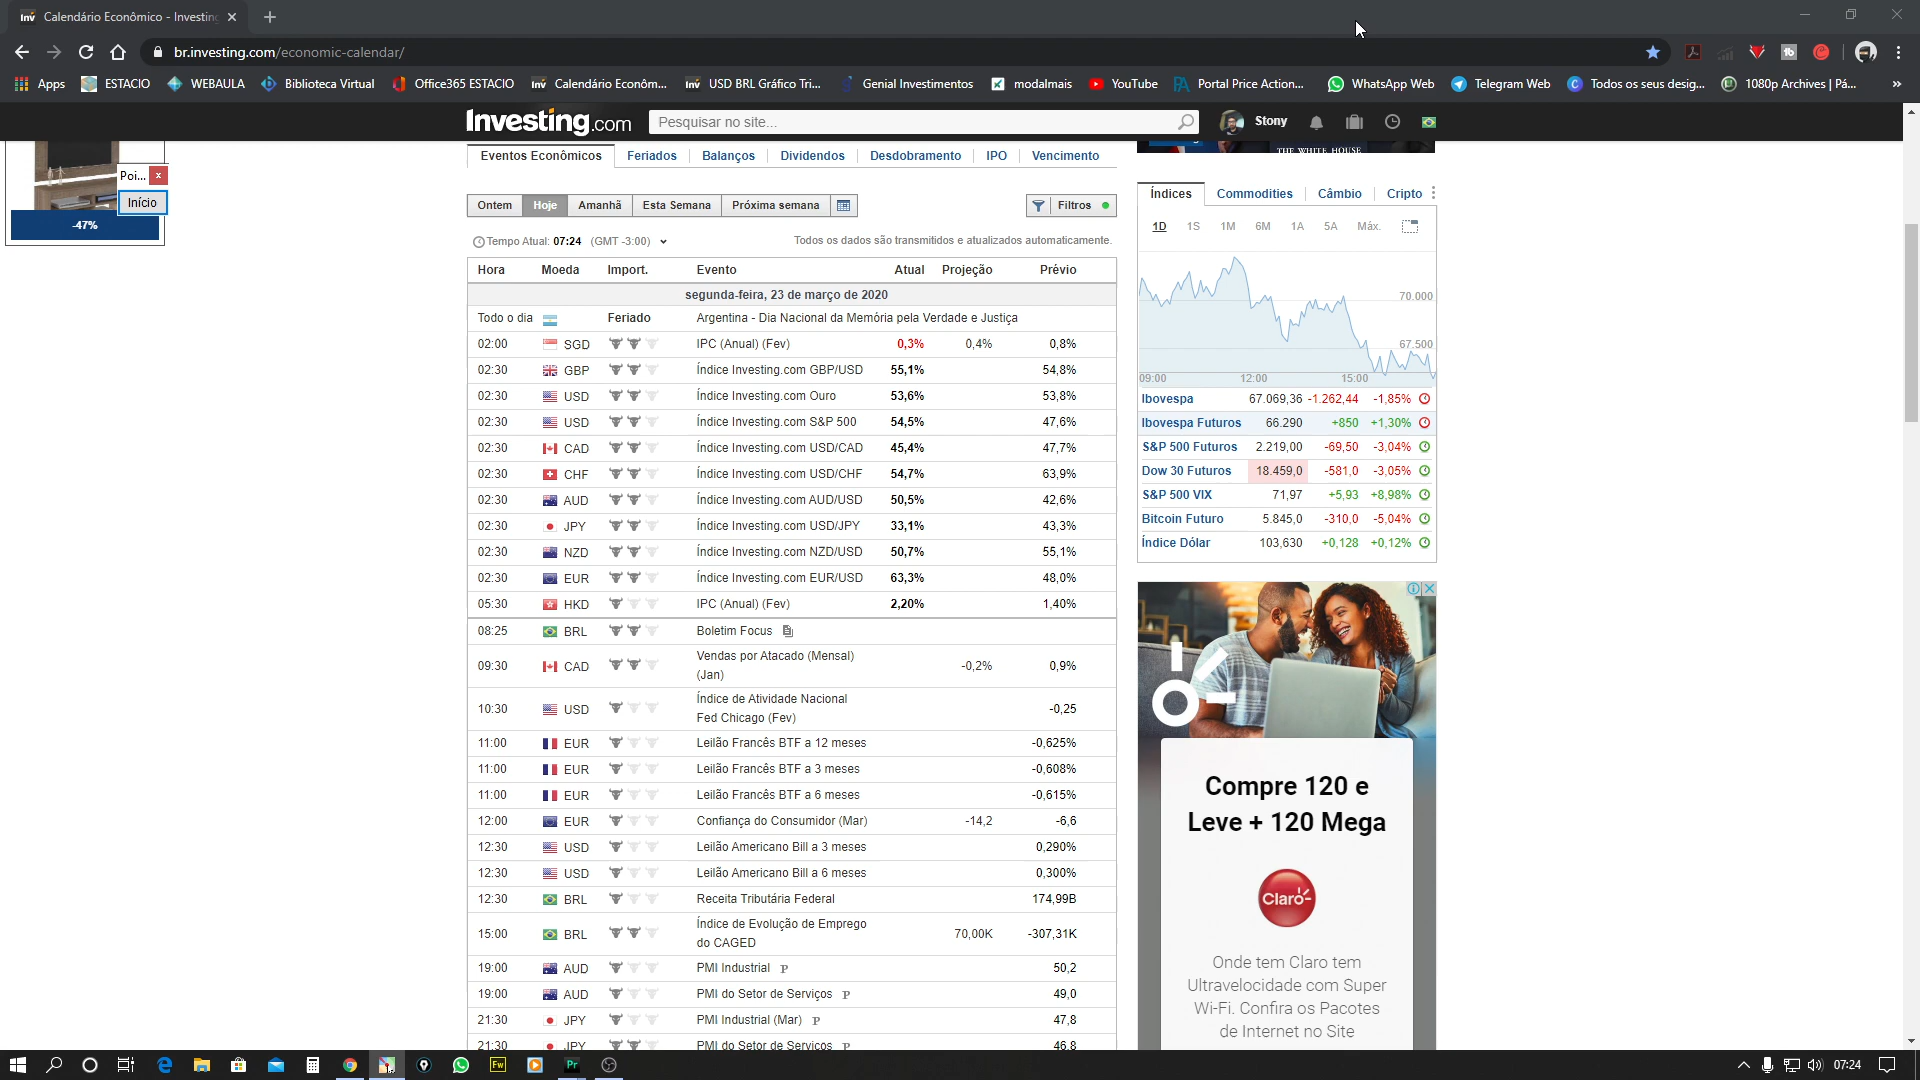 Calendário Econômico - Investin
br.investing.com/economic-calendar/
Apps ESTACIO WEBAULA Biblioteca Virtual Office365 ESTACIO Calendário Econôm... USD BRL Gráfico Tri... Genial Investimentos modalmais YouTube Portal Price Action... WhatsApp Web Telegram Web Todos os seus desig... 1080p Archives | Pá... »
Investing.com Pesquisar no site... Stony
Eventos Econômicos Feriados Balanços Dividendos Desdobramento IPO Vencimento
THE WHITE HOUSE
Poi... x
Início
-47%
Ontem Hoje Amanhã Esta Semana Próxima semana Filtros
Tempo Atual: 07:24 (GMT -3:00) Todos os dados são transmitidos e atualizados automaticamente.
Hora Moeda Import. Evento Atual Projeção Prévio
segunda-feira, 23 de março de 2020
Todo o dia Feriado Argentina - Dia Nacional da Memória pela Verdade e Justiça
02:00 SGD IPC (Anual) (Fev) 0,3% 0,4% 0,8%
02:30 GBP Índice Investing.com GBP/USD 55,1% 54,8%
02:30 USD Índice Investing.com Ouro 53,6% 53,8%
02:30 USD Índice Investing.com S&P 500 54,5% 47,6%
02:30 CAD Índice Investing.com USD/CAD 45,4% 47,7%
02:30 CHF Índice Investing.com USD/CHF 54,7% 63,9%
02:30 AUD Índice Investing.com AUD/USD 50,5% 42,6%
02:30 JPY Índice Investing.com USD/JPY 33,1% 43,3%
02:30 NZD Índice Investing.com NZD/USD 50,7% 55,1%
02:30 EUR Índice Investing.com EUR/USD 63,3% 48,0%
05:30 HKD IPC (Anual) (Fev) 2,20% 1,40%
08:25 BRL Boletim Focus
09:30 CAD Vendas por Atacado (Mensal) -0,2% 0,9%
(Jan)
10:30 USD Índice de Atividade Nacional -0,25
Fed Chicago (Fev)
11:00 EUR Leilão Francês BTF a 12 meses -0,625%
11:00 EUR Leilão Francês BTF a 3 meses -0,608%
11:00 EUR Leilão Francês BTF a 6 meses -0,615%
12:00 EUR Confiança do Consumidor (Mar) -14,2 -6,6
12:30 USD Leilão Americano Bill a 3 meses 0,290%
12:30 USD Leilão Americano Bill a 6 meses 0,300%
12:30 BRL Receita Tributária Federal 174,99B
15:00 BRL Índice de Evolução de Emprego 70,00K -307,31K
do CAGED
19:00 AUD PMI Industrial P 50,2
19:00 AUD PMI do Setor de Serviços P 49,0
21:30 JPY PMI Industrial (Mar) P 47,8
21:30 JPY PMI do Setor de Serviços P 46,8
Índices Commodities Câmbio Cripto
1D 1S 1M 6M 1A 5A Máx.
70.000
67.500
09:00 12:00 15:00
Ibovespa 67.069,36 -1.262,44 -1,85%
Ibovespa Futuros 66.290 +850 +1,30%
S&P 500 Futuros 2.219,00 -69,50 -3,04%
Dow 30 Futuros 18.459,0 -581,0 -3,05%
S&P 500 VIX 71,97 +5,93 +8,98%
Bitcoin Futuro 5.845,0 -310,0 -5,04%
Índice Dólar 103,630 +0,128 +0,12%
Compre 120 e
Leve + 120 Mega
Claro
Onde tem Claro tem
Ultravelocidade com Super
Wi-Fi. Confira os Pacotes
de Internet no Site
Fw Pr 07:24